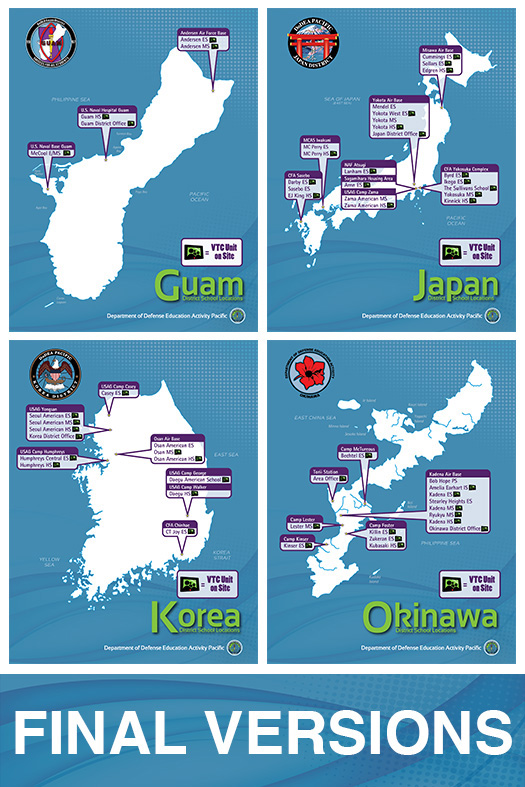 GUAM
Andersen Air Force Base
Andersen ES
Andersen MS
PHILIPPINE SEA
U.S. Naval Hospital Guam
Guam HS
Guam District Office
U.S. Naval Base Guam
McCool E/MS
PACIFIC
OCEAN
= VTC Unit
on Site
Guam
District School Locations
Department of Defense Education Activity Pacific
DoDEA PACIFIC
JAPAN DISTRICT
Misawa Air Base
Cummings ES
Sollars ES
Edgren HS
SEA OF JAPAN
Yokota Air Base
Mendel ES
Yokota West ES
Yokota MS
Yokota HS
Japan District Office
MCAS Iwakuni
MC Perry ES
MC Perry HS
NAF Atsugi
Lanham ES
Sagamihara Housing Area
Arnn ES
USAG Camp Zama
Zama American MS
Zama American HS
CFA Yokosuka Complex
Byrd ES
Ikego ES
The Sullivans School
Yokosuka MS
Kinnick HS
CFA Sasebo
Darby ES
Sasebo ES
EJ King HS
PACIFIC
OCEAN
= VTC Unit
on Site
Japan
District School Locations
Department of Defense Education Activity Pacific
DoDEA PACIFIC
KOREA DISTRICT
USAG Camp Casey
Casey ES
USAG Yongsan
Seoul American ES
Seoul American MS
Seoul American HS
Korea District Office
Osan Air Base
Osan American ES
Osan MS
Osan American HS
EAST SEA
USAG Camp Humphreys
Humphreys Central ES
Humphreys HS
USAG Camp George
Daegu American School
USAG Camp Walker
Daegu HS
CFA Chinhae
CT Joy ES
YELLOW
SEA
KOREA
STRAIT
= VTC Unit
on Site
Korea
District School Locations
Department of Defense Education Activity Pacific
OKINAWA
EAST CHINA SEA
Camp McTureous
Bechtel ES
Torii Station
Area Office
Kadena Air Base
Bob Hope PS
Amelia Earhart IS
Kadena ES
Stearley Heights ES
Kadena MS
Ryukyu MS
Kadena HS
Okinawa District Office
Camp Lester
Lester MS
Camp Foster
Killin ES
Zukeran ES
Kubasaki HS
Camp Kinser
Kinser ES
PHILIPPINE SEA
= VTC Unit
on Site
Okinawa
District School Locations
Department of Defense Education Activity Pacific
FINAL VERSIONS